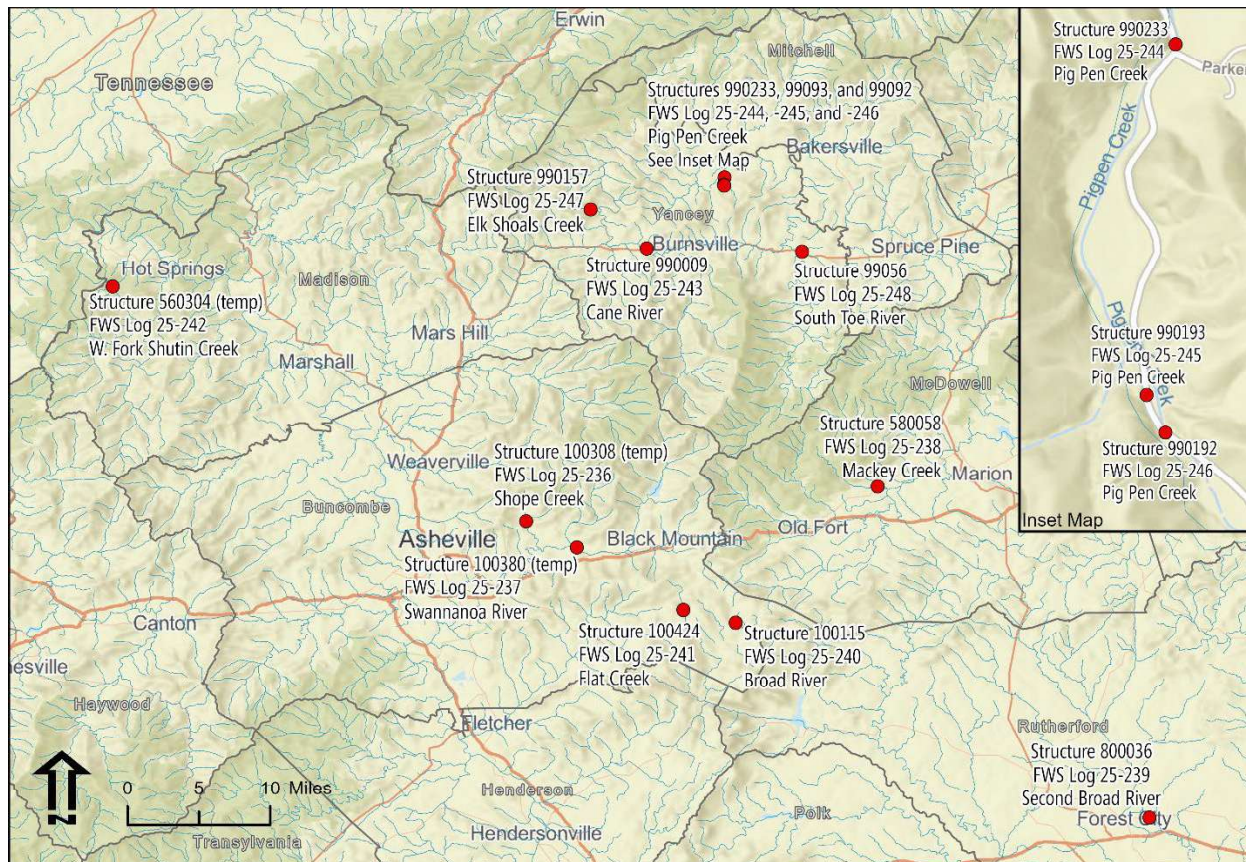 Erwin
Mitchell
Tennessee
Structures 990233, 99093, and 99092
FWS Log 25-244, -245, and -246
Pig Pen Creek
See Inset Map
Bakersville
Structure 990157
FWS Log 25-247
Elk Shoals Creek
Yancey
Burnsville
Spruce Pine
Structure 990009
FWS Log 25-243
Cane River
Structure 99056
FWS Log 25-248
South Toe River
Hot Springs
Madison
Structure 560304 (temp)
FWS Log 25-242
W. Fork Shutin Creek
Mars Hill
Marshall
McDowell
Structure 580058
FWS Log 25-238
Mackey Creek
Marion
Weaverville
Structure 100308 (temp)
FWS Log 25-236
Shope Creek
Buncombe
Asheville
Black Mountain
Old Fort
Structure 100380 (temp)
FWS Log 25-237
Swannanoa River
Canton
nesville
Structure 100424
FWS Log 25-241
Flat Creek
Structure 100115
FWS Log 25-240
Broad River
Haywood
Fletcher
Rutherford
Structure 800036
FWS Log 25-239
Second Broad River
Forest City
Henderson
Polk
Hendersonville
Transylvania
0 5 10 Miles
N
Structure 990233
FWS Log 25-244
Pig Pen Creek
Parker
Pigpen Creek
Structure 990193
FWS Log 25-245
Pig Pen Creek
Structure 990192
FWS Log 25-246
Pig Pen Creek
Inset Map